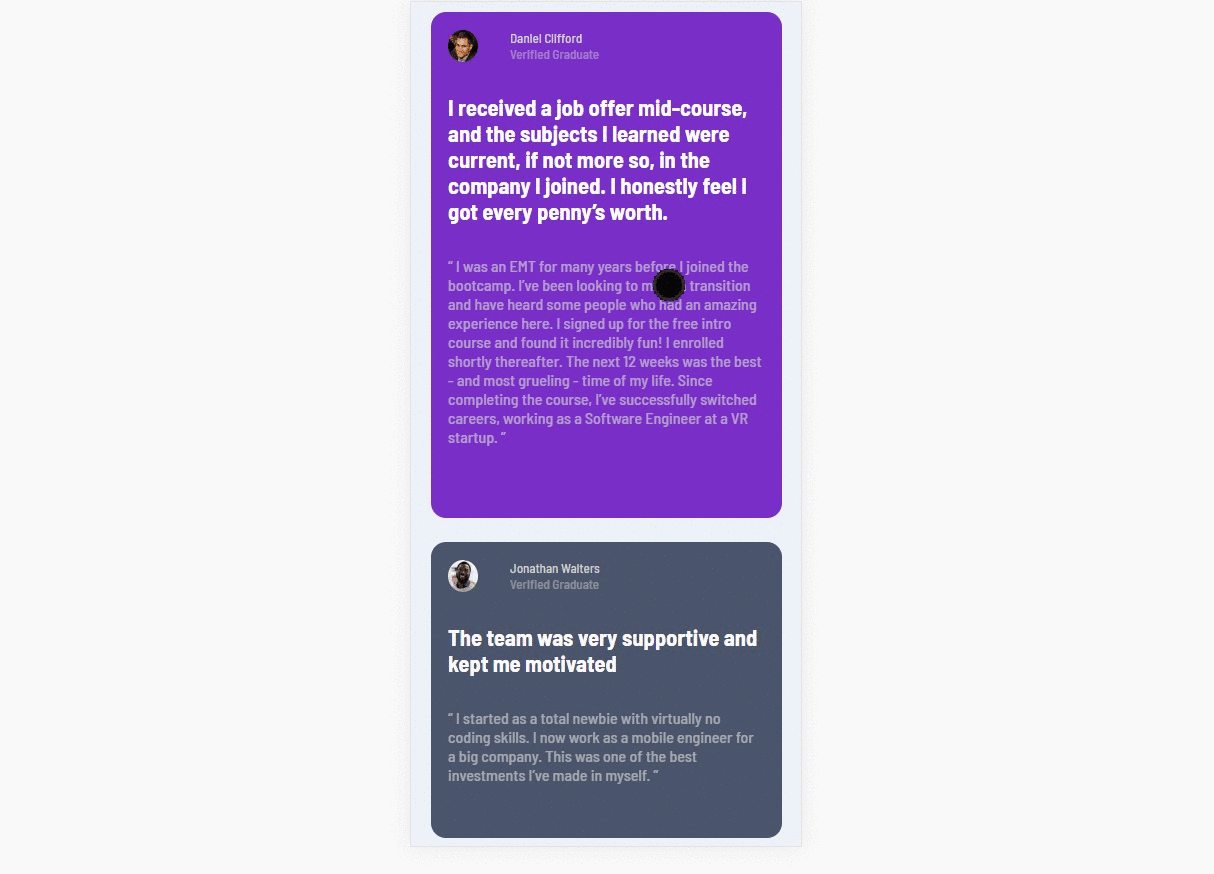 Daniel Clifford
Verified Graduate
I received a job offer mid-course,
and the subjects I learned were
current, if not more so, in the
company I joined. I honestly feel I
got every penny’s worth.
“ I was an EMT for many years before I joined the
bootcamp. I’ve been looking to transition
and have heard some people who had an amazing
experience here. I signed up for the free intro
course and found it incredibly fun! I enrolled
shortly thereafter. The next 12 weeks was the best
- and most grueling - time of my life. Since
completing the course, I’ve successfully switched
careers, working as a Software Engineer at a VR
startup. ”
Jonathan Walters
Verified Graduate
The team was very supportive and
kept me motivated
“ I started as a total newbie with virtually no
coding skills. I now work as a mobile engineer for
a big company. This was one of the best
investments I’ve made in myself. ”